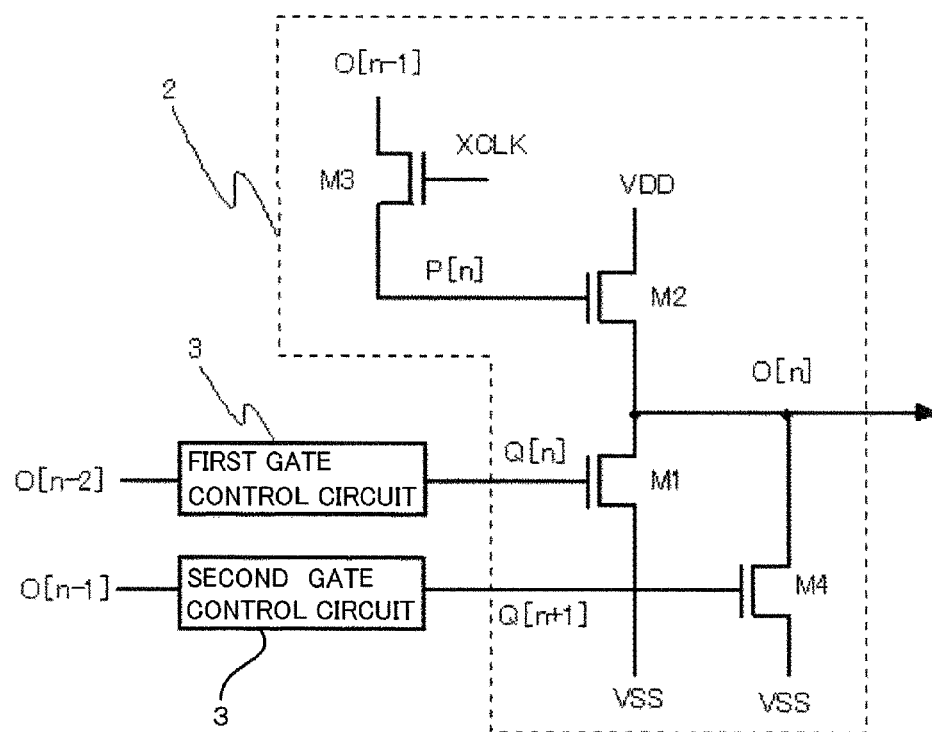 O[n-1]
2
XCLK
M3
VDD
P[n]
M2
3
O[n]
FIRST GATE
CONTROL CIRCUIT
O[n-2]
Q[n]
M1
SECOND GATE
CONTROL CIRCUIT
O[n-1]
Q[n+1]
M4
3
VSS
VSS